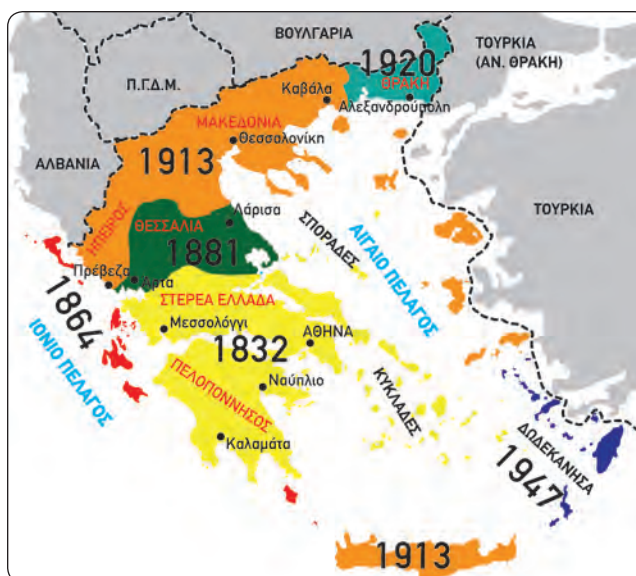 ΒΟΥΛΓΑΡΙΑ
ΤΟΥΡΚΙΑ
(ΑΝ. ΘΡΑΚΗ)
1920
ΘΡΑΚΗ
Π.Γ.Δ.Μ.
Καβάλα
Αλεξανδρούπολη
ΜΑΚΕΔΟΝΙΑ
Θεσσαλονίκη
ΑΛΒΑΝΙΑ
1913
ΤΟΥΡΚΙΑ
ΗΠΕΙΡΟΣ
ΘΕΣΣΑΛΙΑ
Λάρισα
1881
ΣΠΟΡΑΔΕΣ
ΑΙΓΑΙΟ ΠΕΛΑΓΟΣ
Πρέβεζα
Άρτα
1864
ΙΟΝΙΟ ΠΕΛΑΓΟΣ
ΣΤΕΡΕΑ ΕΛΛΑΔΑ
Μεσσολόγγι
1832
ΑΘΗΝΑ
ΠΕΛΟΠΟΝΝΗΣΟΣ
Ναύπλιο
ΚΥΚΛΑΔΕΣ
Καλαμάτα
ΔΩΔΕΚΑΝΗΣΑ
1947
1913